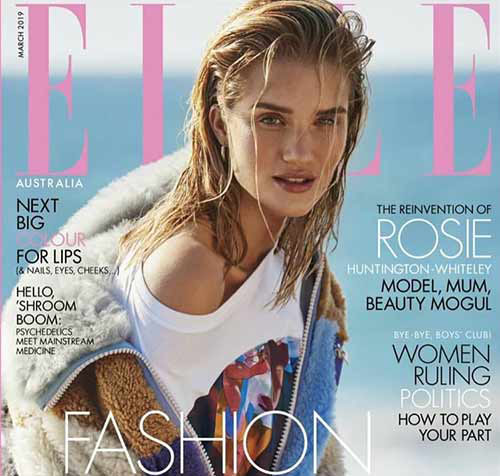 MARCH 2019
ELLE
AUSTRALIA
NEXT
BIG
COLOUR
FOR LIPS
(& NAILS, EYES, CHEEKS...)
HELLO,
'SHROOM
BOOM:
PSYCHEDELICS
MEET MAINSTREAM
MEDICINE
THE REINVENTION OF
ROSIE
HUNTINGTON-WHITELEY
MODEL, MUM,
BEAUTY MOGUL
BYE-BYE, BOYS' CLUB!
WOMEN
RULING
POLITICS
HOW TO PLAY
YOUR PART
FASHION